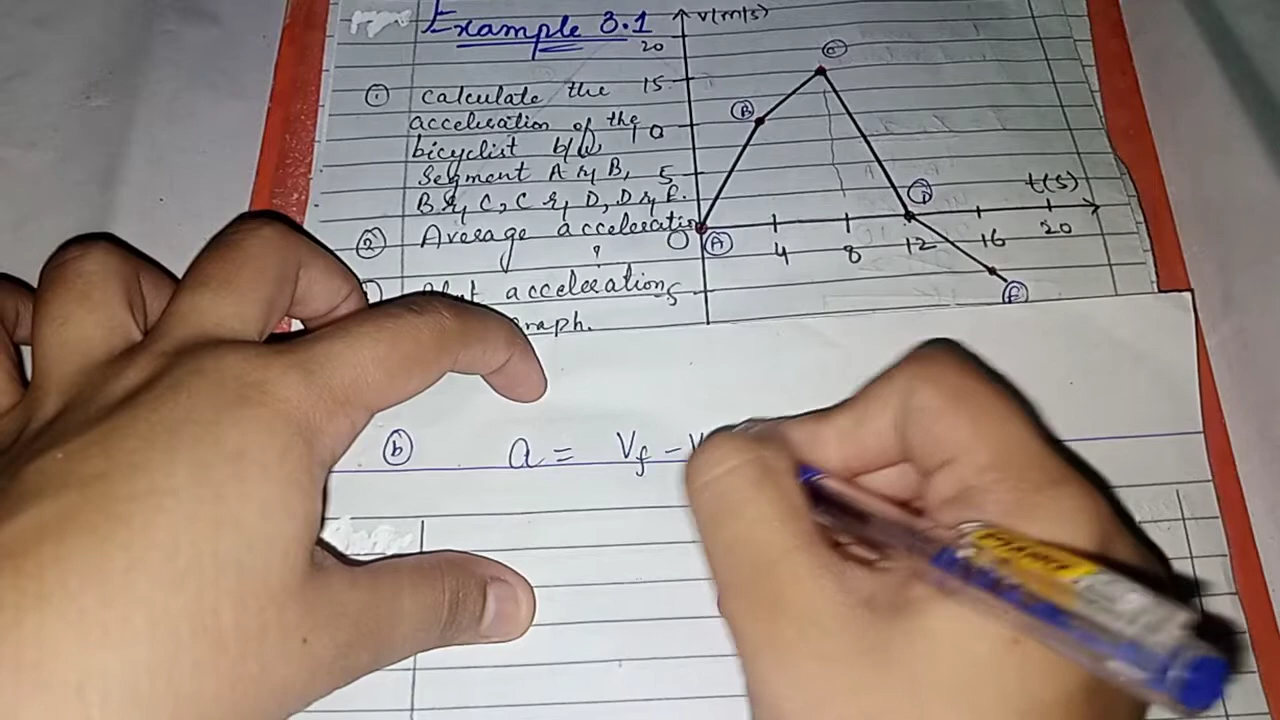 Example 3.1
① calculate the
acceleration of the
bicyclist b/w
Segment A & B,
B & C, C & D, D & E.
② Average acceleration
acceleration
graph.
v(m/s)
20
15
10
5
0
5
4 8 12 16 20
t(s)
A
B
C
D
E
ⓑ a = Vf -